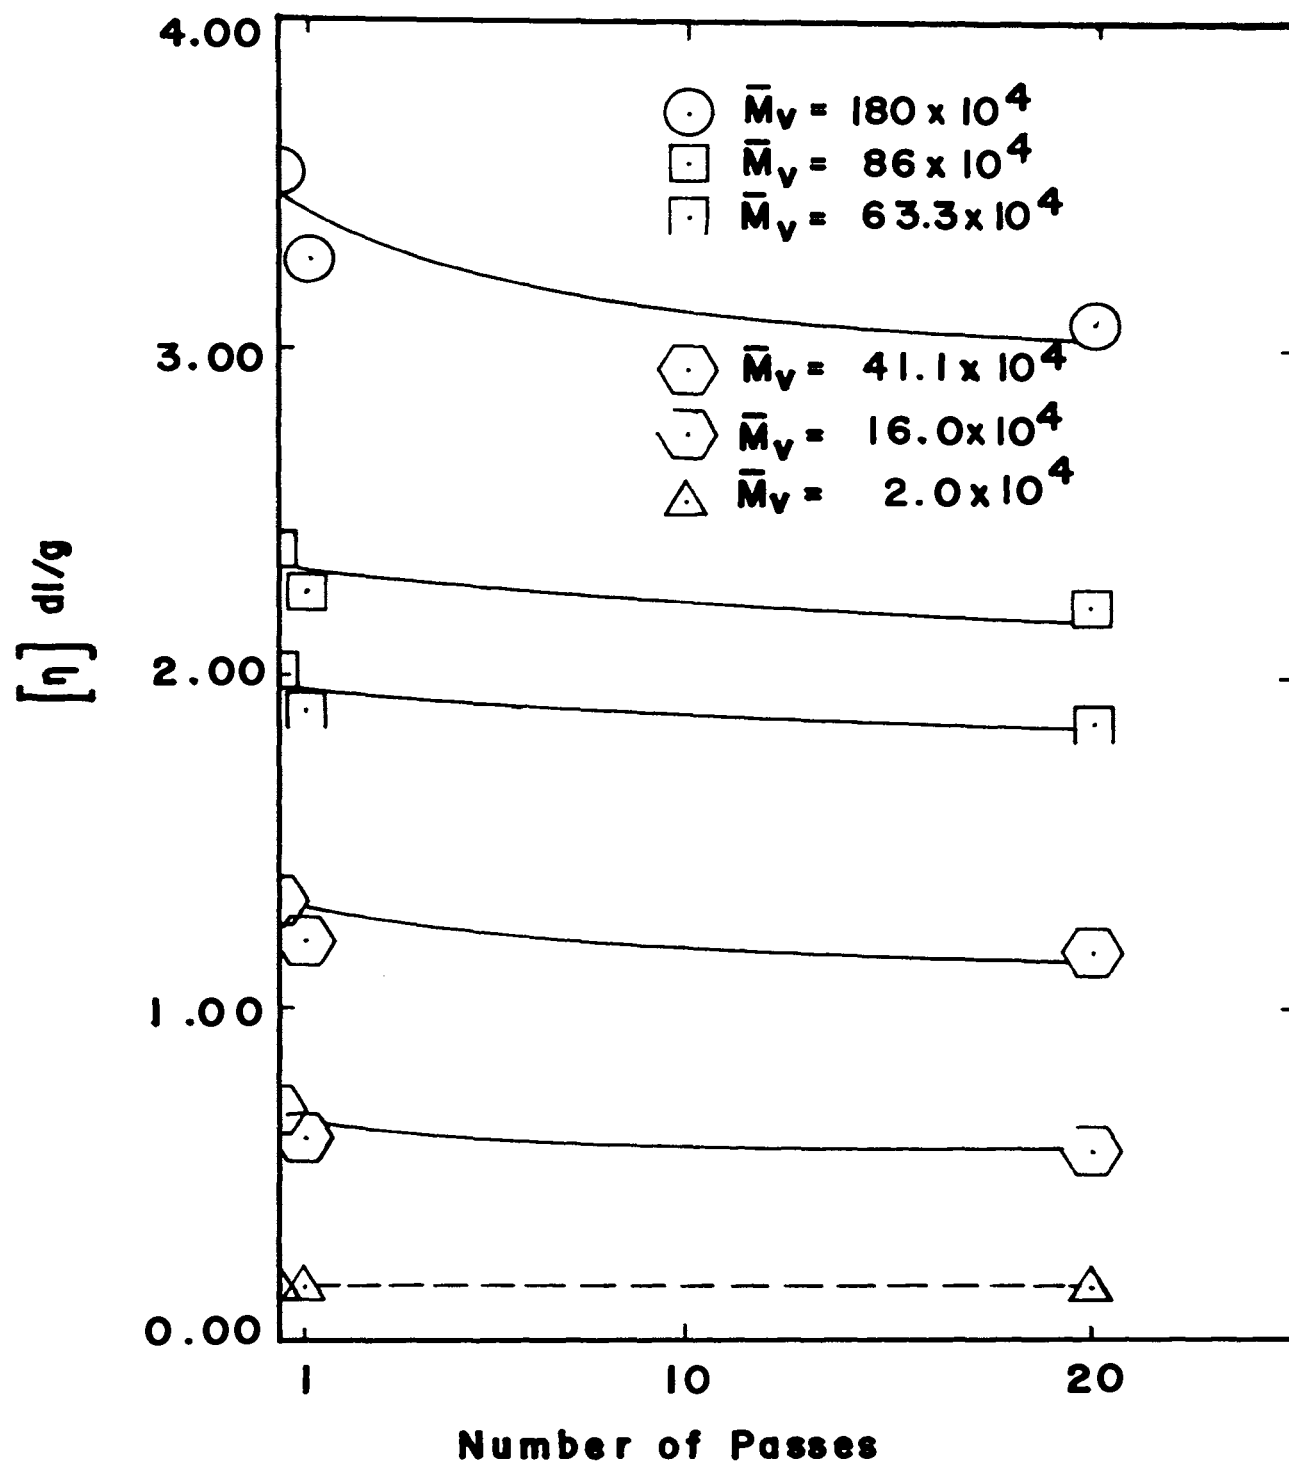 4.00
M̄v = 180 x 10⁴
M̄v = 86 x 10⁴
M̄v = 63.3 x 10⁴
3.00
M̄v = 41.1 x 10⁴
M̄v = 16.0 x 10⁴
M̄v = 2.0 x 10⁴
[η] dl/g
2.00
1.00
0.00
1 10 20
Number of Passes